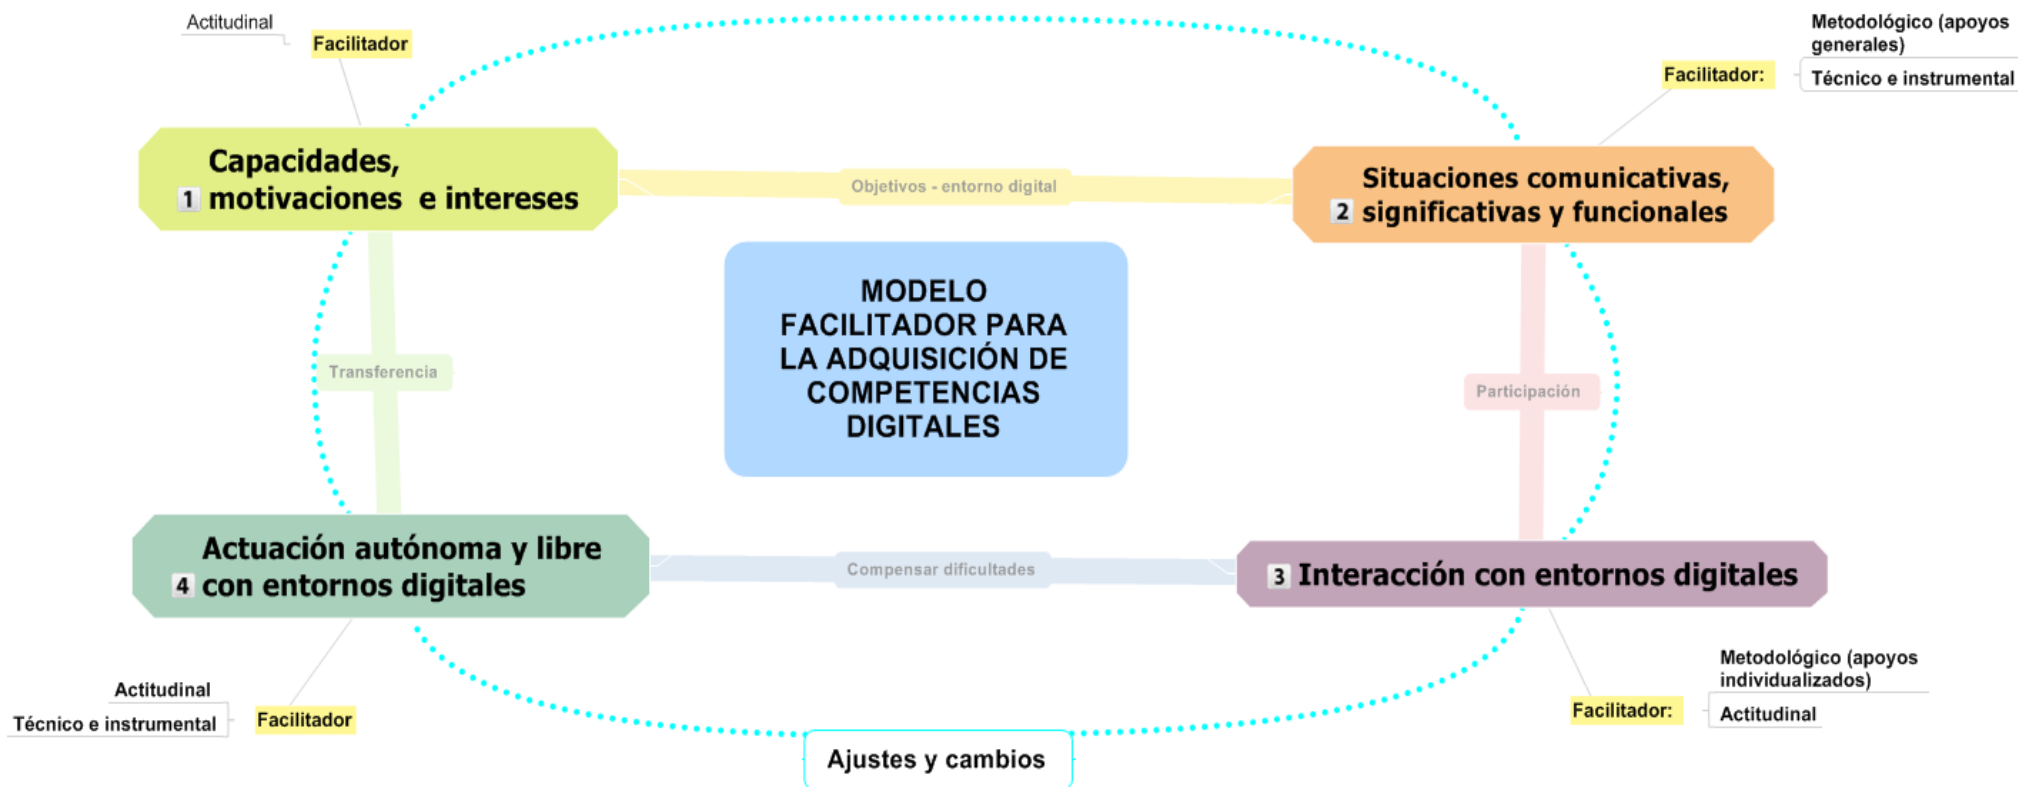 Actitudinal
Facilitador
Metodológico (apoyos
generales)
Facilitador:
Técnico e instrumental
Capacidades,
1 motivaciones e intereses
Objetivos - entorno digital
Situaciones comunicativas,
2 significativas y funcionales
MODELO
FACILITADOR PARA
LA ADQUISICIÓN DE
COMPETENCIAS
DIGITALES
Transferencia
Participación
Actuación autónoma y libre
4 con entornos digitales
Compensar dificultades
3 Interacción con entornos digitales
Actitudinal
Técnico e instrumental
Facilitador
Metodológico (apoyos
individualizados)
Facilitador:
Actitudinal
Ajustes y cambios